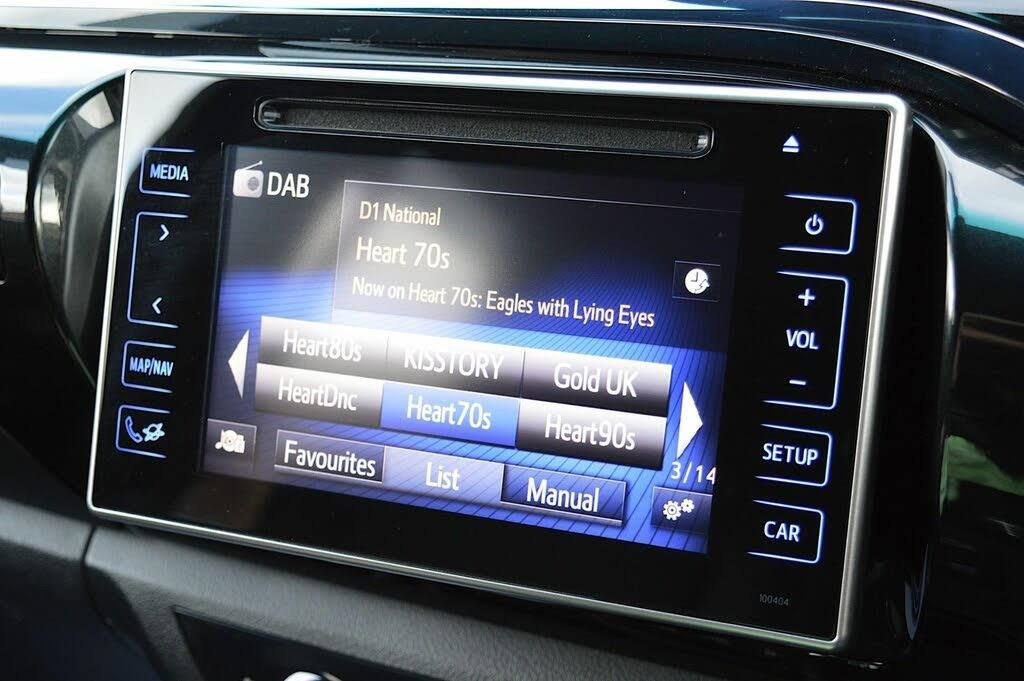 MEDIA
MAP/NAV
DAB
D1 National
Heart 70s
Now on Heart 70s: Eagles with Lying Eyes
Heart80s KISSTORY Gold UK
HeartDnc Heart70s Heart90s
3/14
Favourites List Manual
+
VOL
−
SETUP
CAR
100404